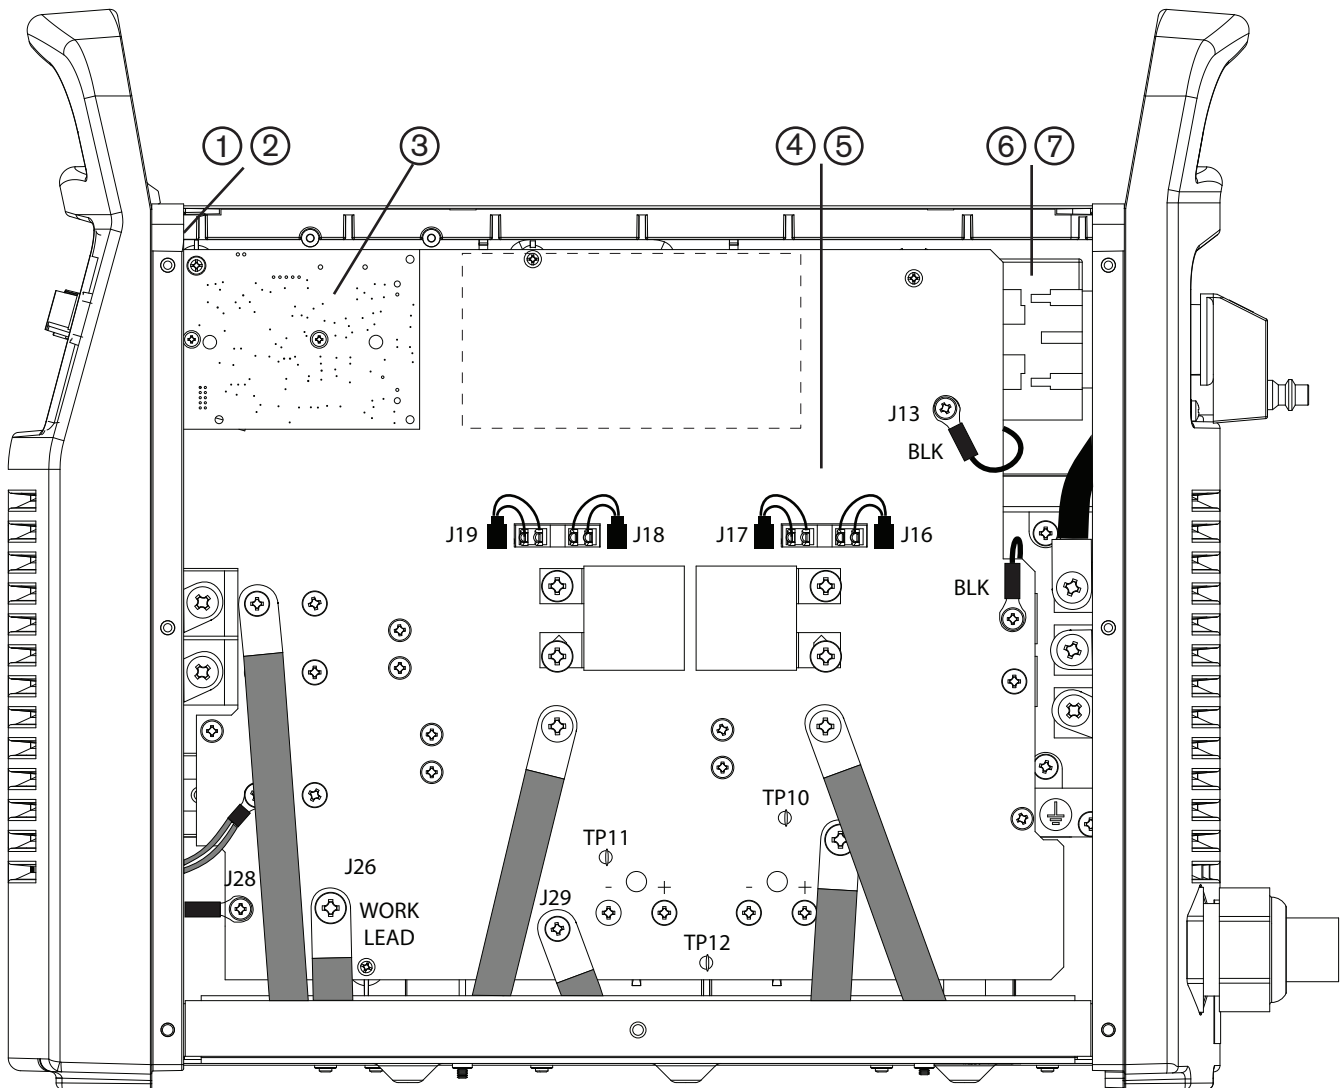 ① ② ③ ④ ⑤ ⑥ ⑦
J13
BLK
J19 J18 J17 J16
BLK
TP10
TP11
J28 J26
- + - +
WORK
LEAD
J29
TP12